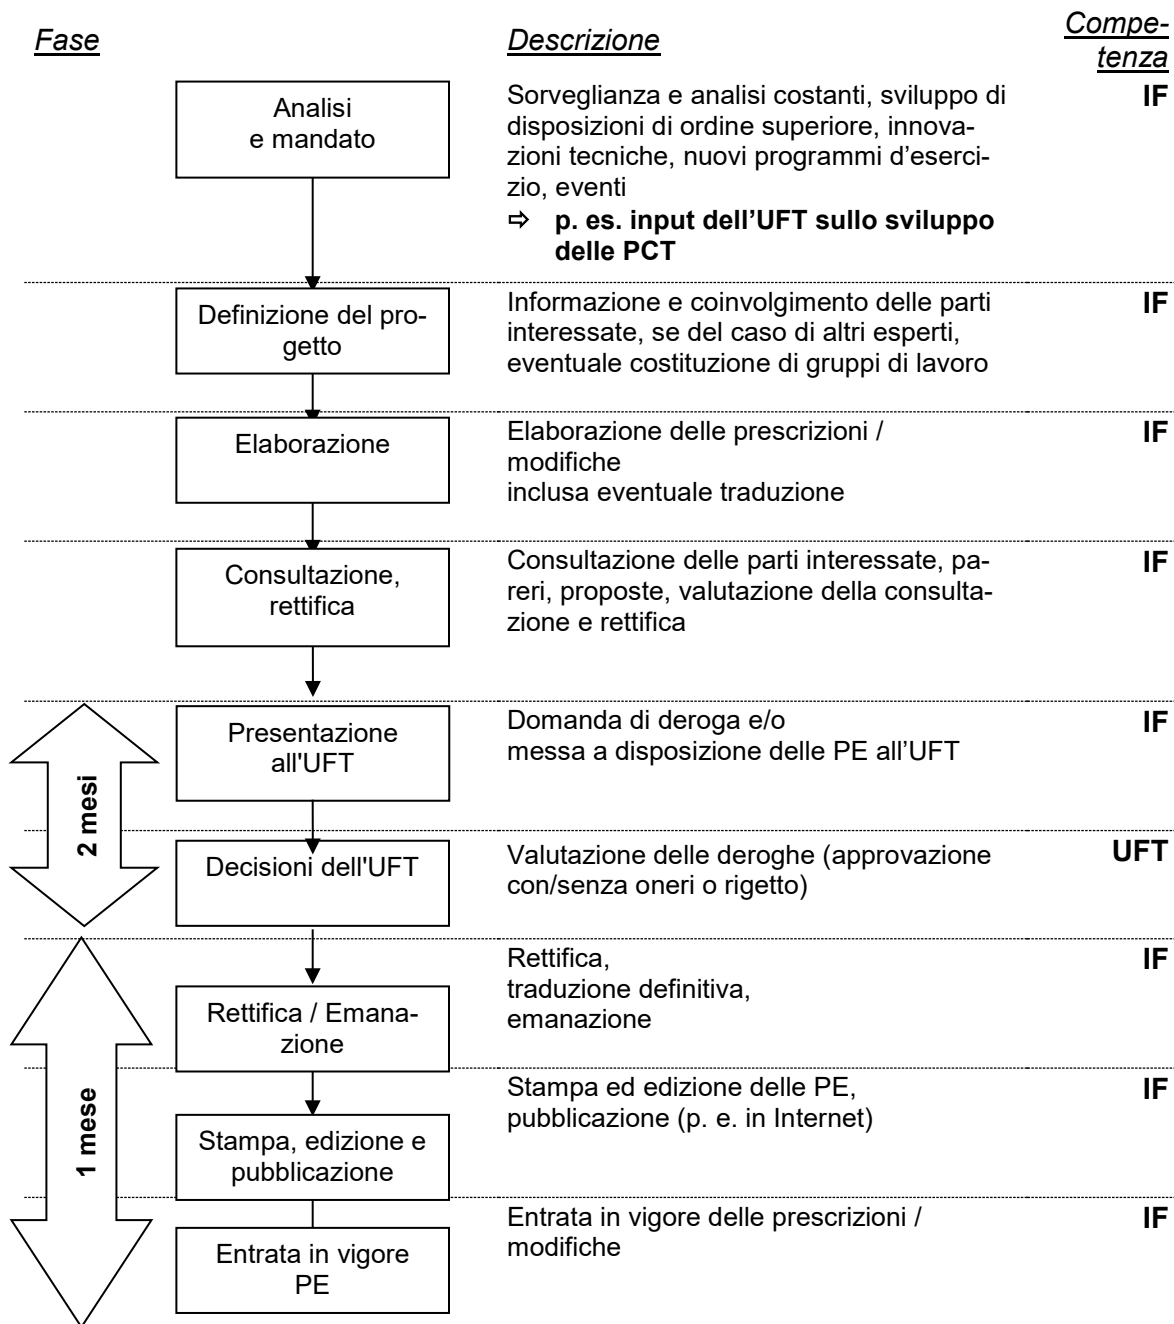 Fase
Descrizione
Compe-
tenza
Analisi
e mandato
Sorveglianza e analisi costanti, sviluppo di
disposizioni di ordine superiore, innova-
zioni tecniche, nuovi programmi d'eserci-
zio, eventi
⇨ p. es. input dell'UFT sullo sviluppo
delle PCT
IF
Definizione del pro-
getto
Informazione e coinvolgimento delle parti
interessate, se del caso di altri esperti,
eventuale costituzione di gruppi di lavoro
IF
Elaborazione
Elaborazione delle prescrizioni /
modifiche
inclusa eventuale traduzione
IF
Consultazione,
rettifica
Consultazione delle parti interessate, pa-
reri, proposte, valutazione della consulta-
zione e rettifica
IF
2 mesi
Presentazione
all'UFT
Domanda di deroga e/o
messa a disposizione delle PE all'UFT
IF
Decisioni dell'UFT
Valutazione delle deroghe (approvazione
con/senza oneri o rigetto)
UFT
1 mese
Rettifica / Emana-
zione
Rettifica,
traduzione definitiva,
emanazione
IF
Stampa, edizione e
pubblicazione
Stampa ed edizione delle PE,
pubblicazione (p. e. in Internet)
IF
Entrata in vigore
PE
Entrata in vigore delle prescrizioni /
modifiche
IF